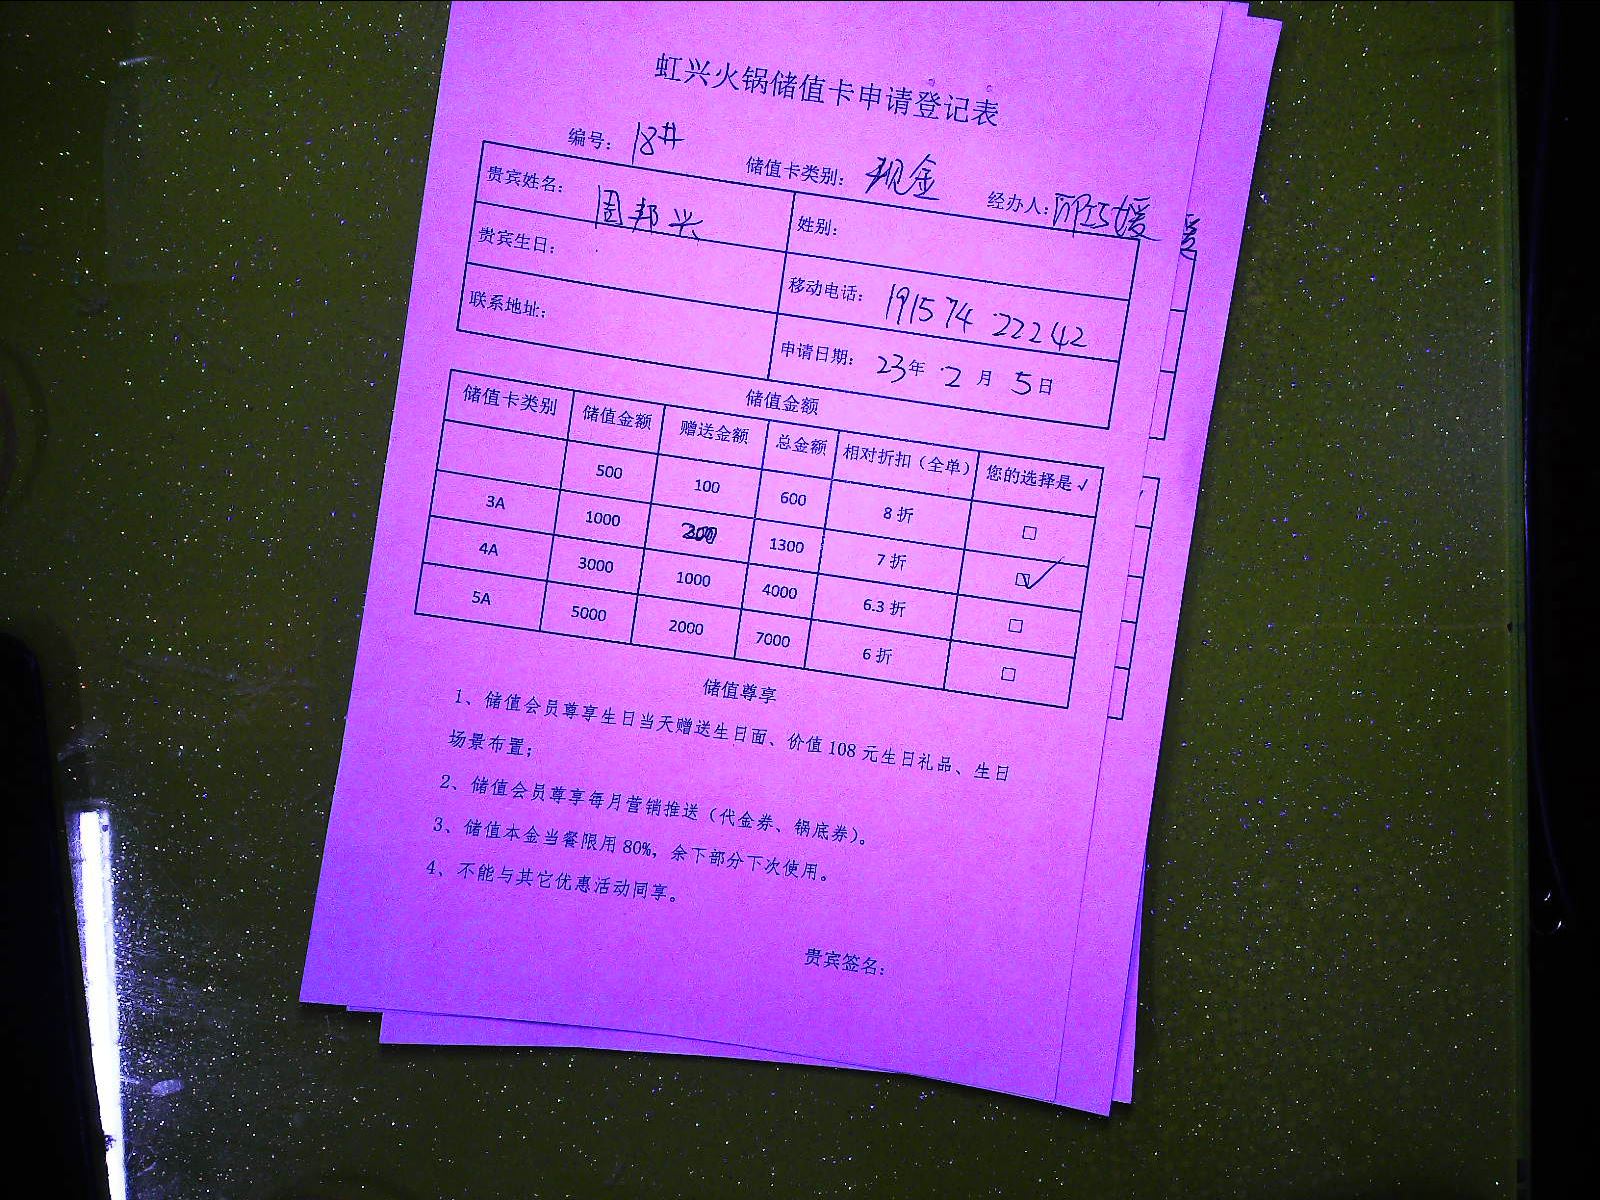 虹兴火锅储值卡申请登记表
编号: 18井 储值卡类别: 现金 经办人:
贵宾姓名: 周邦兴 性别:
贵宾生日: 移动电话: 19157422242
联系地址: 申请日期: 23年 2月 5日
储值金额
储值卡类别 储值金额 赠送金额 总金额 相对折扣（全单） 您的选择是√
500 100 600 8折 □
3A 1000 1300 7折 ☑
4A 3000 1000 4000 6.3折 □
5A 5000 2000 7000 6折 □
储值尊享
1、储值会员尊享生日当天赠送生日面、价值108元生日礼品、生日
场景布置；
2、储值会员尊享每月营销推送（代金券、锅底券）。
3、储值本金当餐限用80%，余下部分下次使用。
4、不能与其它优惠活动同享。
贵宾签名: